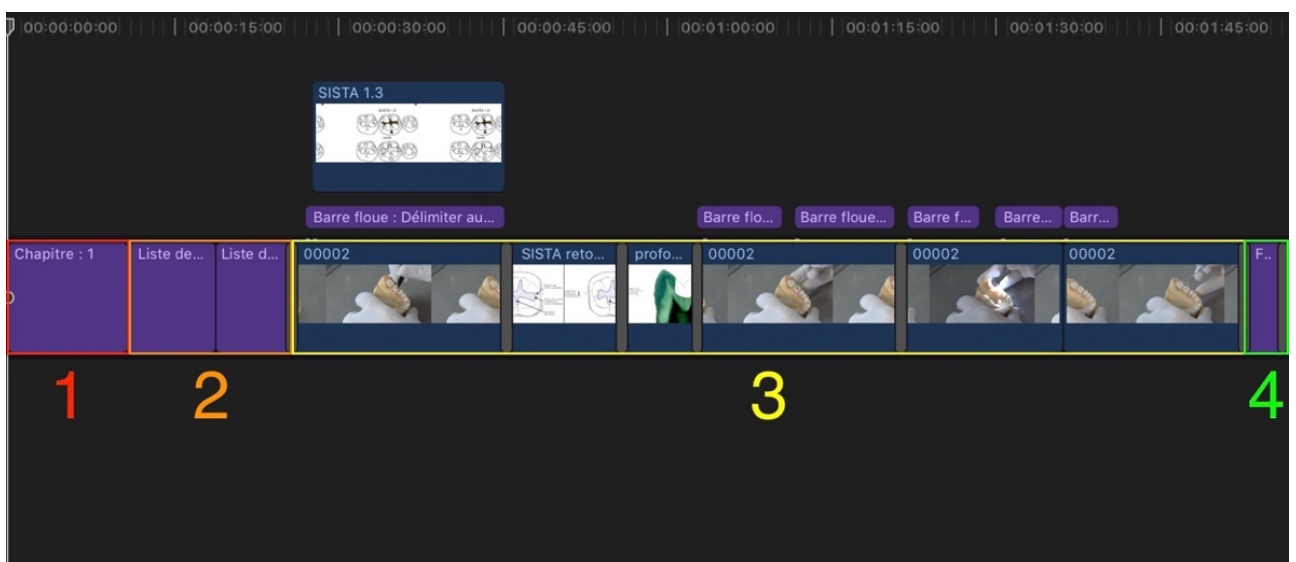 00:00:00:00 00:00:15:00 00:00:30:00 00:00:45:00 00:01:00:00 00:01:15:00 00:01:30:00 00:01:45:00
SISTA 1.3
Barre floue : Délimiter au... Barre flo... Barre floue... Barre f... Barre... Barr...
Chapitre : 1 Liste de... Liste d... 00002 SISTA reto... profo... 00002 00002 00002 F..
1 2 3 4